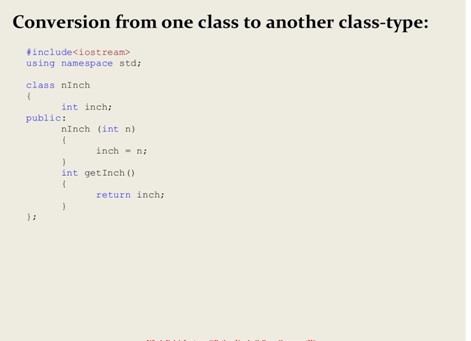 Conversion from one class to another class-type:
#include<iostream>
using namespace std;
class nInch
{
int inch;
public:
nInch (int n)
{
inch = n;
}
int getInch()
{
return inch;
}
};